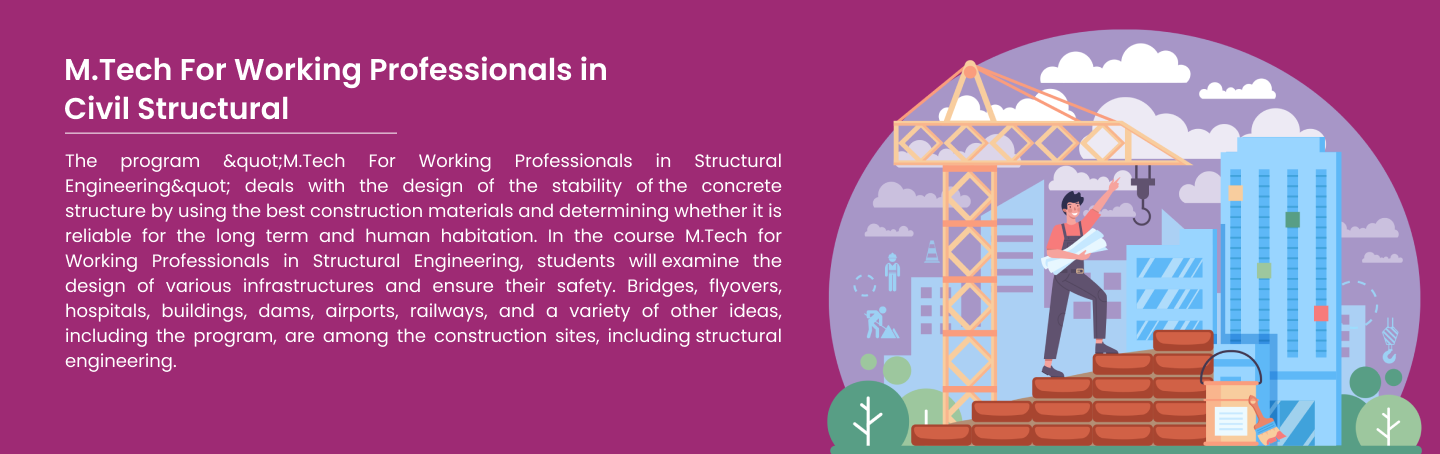 M.Tech For Working Professionals in
Civil Structural
The program &quot;M.Tech For Working Professionals in Structural
Engineering&quot; deals with the design of the stability of the concrete
structure by using the best construction materials and determining whether it is
reliable for the long term and human habitation. In the course M.Tech for
Working Professionals in Structural Engineering, students will examine the
design of various infrastructures and ensure their safety. Bridges, flyovers,
hospitals, buildings, dams, airports, railways, and a variety of other ideas,
including the program, are among the construction sites, including structural
engineering.